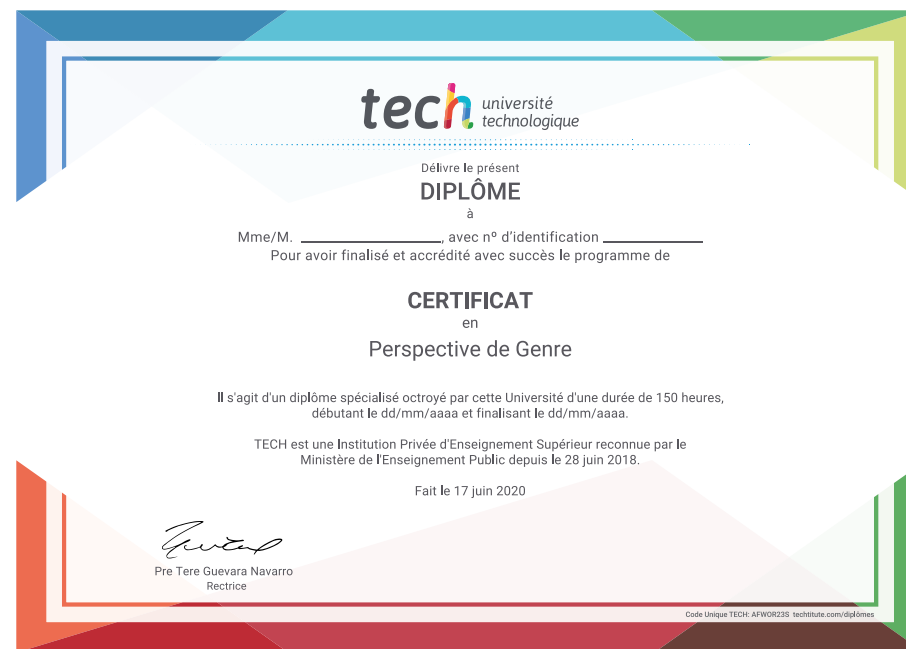 tech université
technologique
Délivre le présent
DIPLÔME
à
Mme/M. ____________________, avec nº d'identification ______________
Pour avoir finalisé et accrédité avec succès le programme de
CERTIFICAT
en
Perspective de Genre
Il s'agit d'un diplôme spécialisé octroyé par cette Université d'une durée de 150 heures,
débutant le dd/mm/aaaa et finalisant le dd/mm/aaaa.
TECH est une Institution Privée d'Enseignement Supérieur reconnue par le
Ministère de l'Enseignement Public depuis le 28 juin 2018.
Fait le 17 juin 2020
Pre Tere Guevara Navarro
Rectrice
Code Unique TECH: AFWOR23S techtitute.com/diplômes